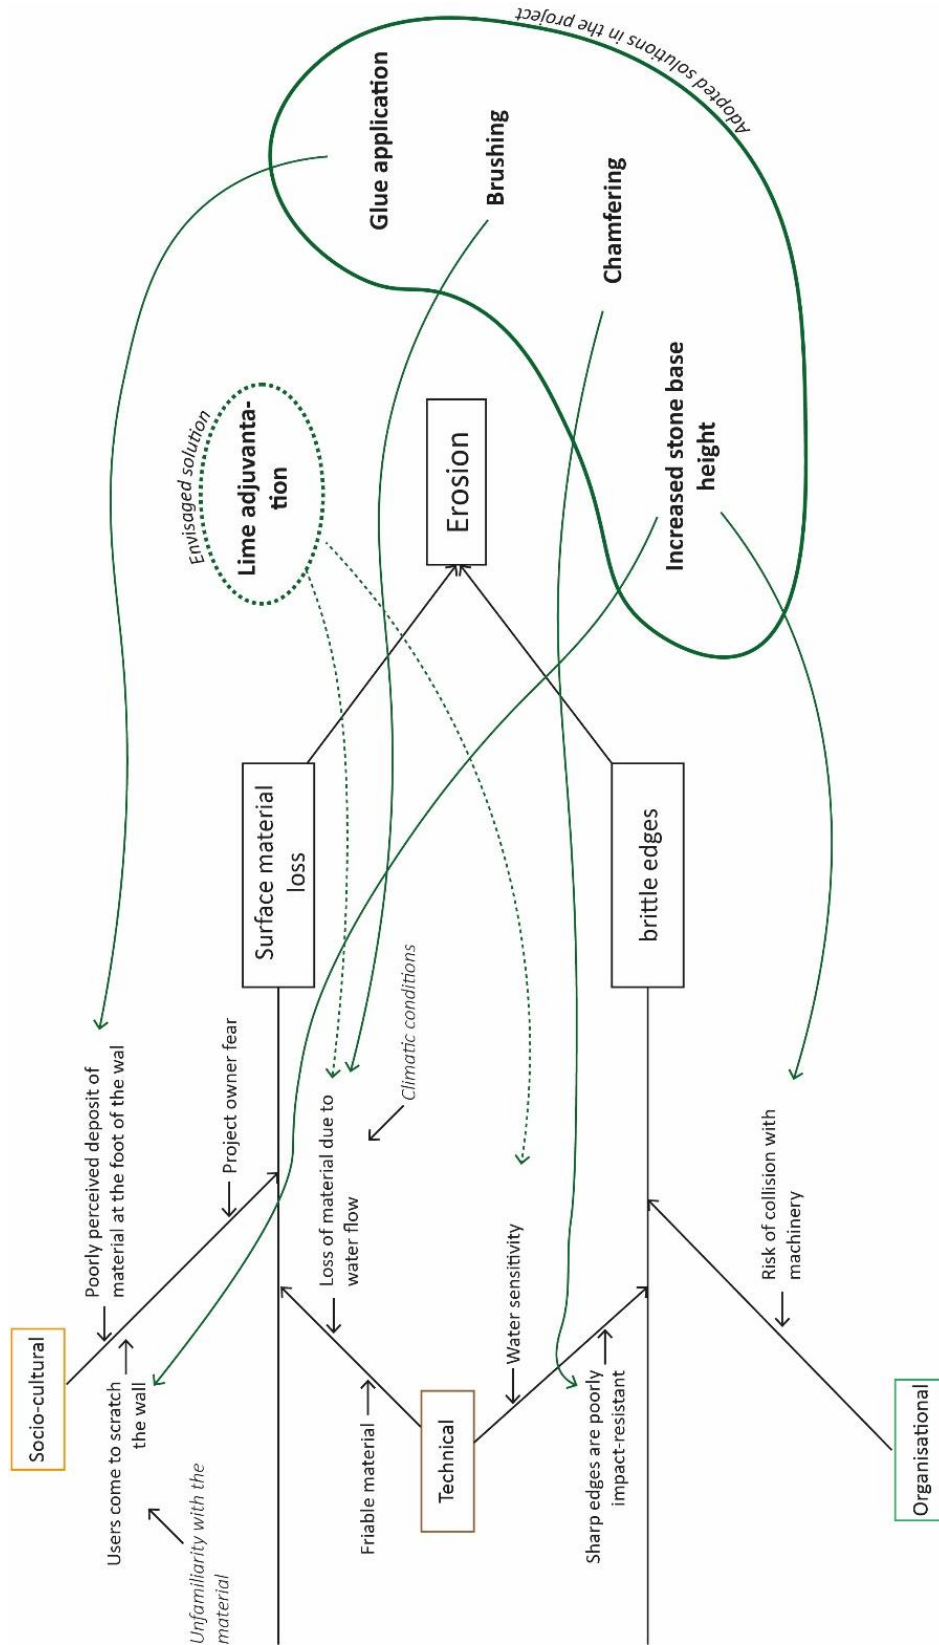 Socio-cultural
Poorly perceived deposit of
material at the foot of the wal
Users come to scratch
the wall
Unfamiliarity with the
material
Project owner fear
Surface material
loss
Friable material
Loss of material due to
water flow
Climatic conditions
Technical
Water sensitivity
Sharp edges are poorly
impact-resistant
brittle edges
Risk of collision with
machinery
Organisational
Erosion
Envisaged solution
Lime adjuvanta-
tion
Glue application
Brushing
Chamfering
Increased stone base
height
Adopted solutions in the project